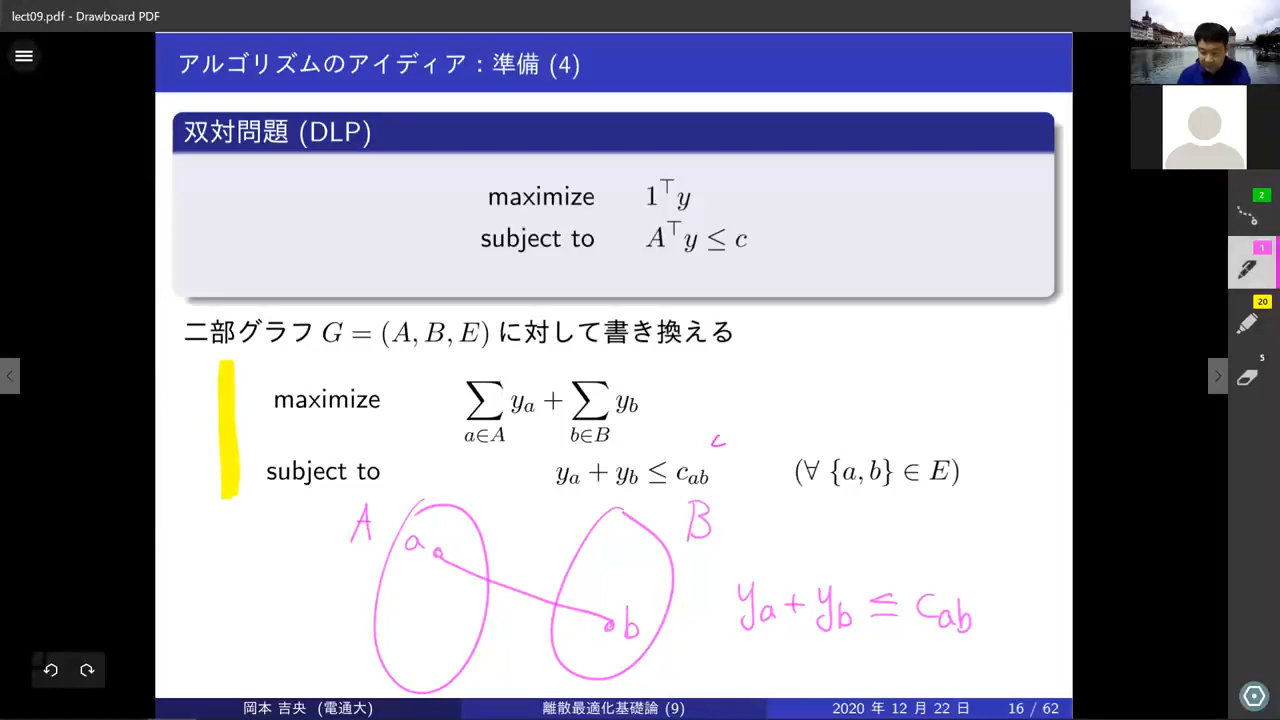 lect09.pdf - Drawboard PDF
アルゴリズムのアイディア：準備 (4)
双対問題 (DLP)
maximize 1⊤y
subject to A⊤y ≤ c
二部グラフ G = (A, B, E) に対して書き換える
maximize ∑_{a∈A} y_a + ∑_{b∈B} y_b
c
subject to y_a + y_b ≤ c_{ab} (∀ {a, b} ∈ E)
A a b B
y_a + y_b ≤ c_{ab}
岡本 吉央 (電通大) 離散最適化基礎論 (9) 2020 年 12 月 22 日 16 / 62
2
1
20
5